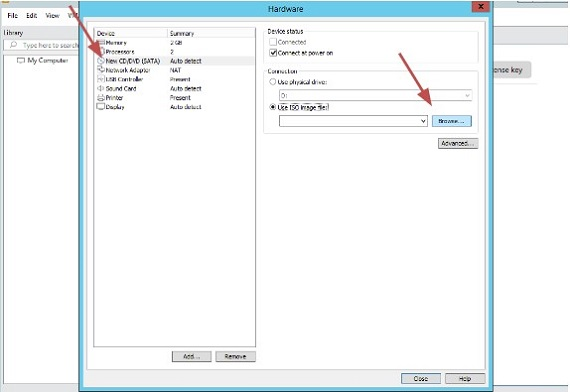 Hardware
File Edit View
Library
Type here to search
My Computer
Device Summary
Memory 2 GB
Processors 2
New CD/DVD (SATA) Auto detect
Network Adapter NAT
USB Controller Present
Sound Card Auto detect
Printer Present
Display Auto detect
Add... Remove
Device status
Connected
Connect at power on
Connection
Use physical drive:
D:
Use ISO image file:
Browse...
Advanced...
ense key
Close Help